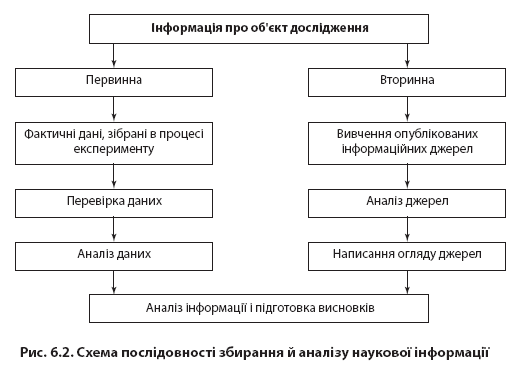 Інформація про об'єкт дослідження
Первинна
Вторинна
Фактичні дані, зібрані в процесі
експерименту
Вивчення опублікованих
інформаційних джерел
Перевірка даних
Аналіз джерел
Аналіз даних
Написання огляду джерел
Аналіз інформації і підготовка висновків
Рис. 6.2. Схема послідовності збирання й аналізу наукової інформації